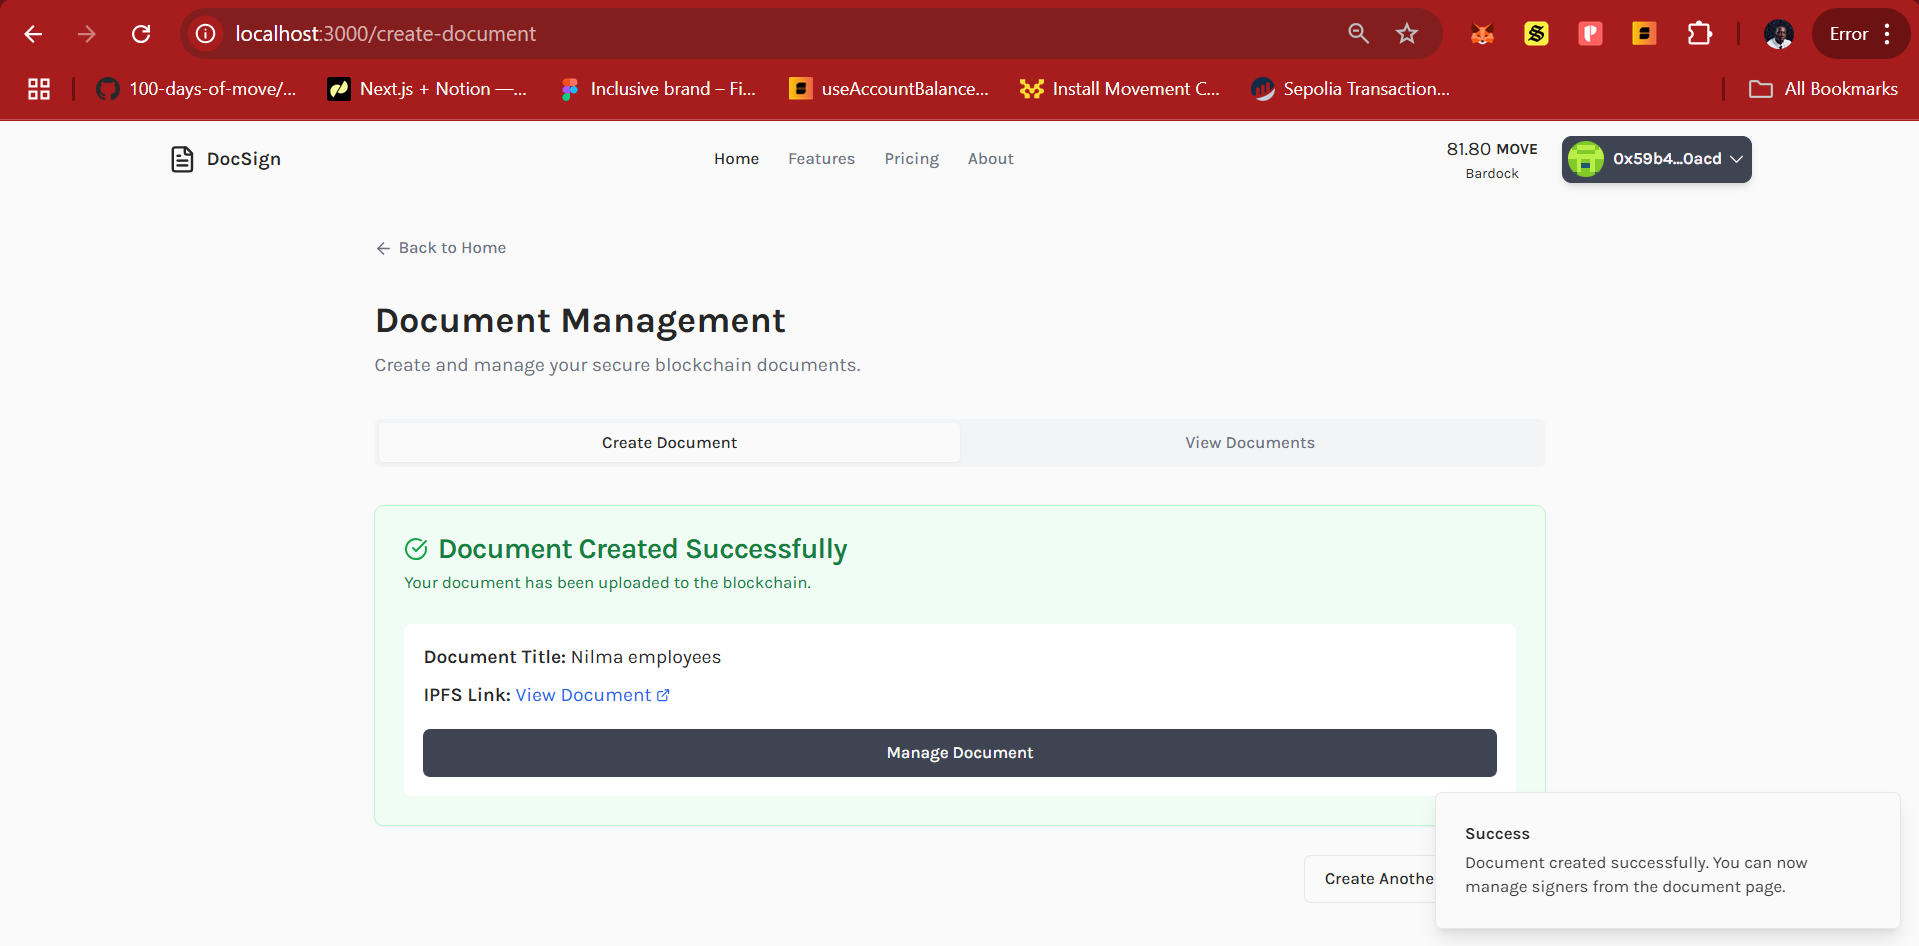 localhost:3000/create-document
Error
100-days-of-move/...
Next.js + Notion —...
Inclusive brand – Fi...
useAccountBalance...
Install Movement C...
Sepolia Transaction...
All Bookmarks
DocSign
Home
Features
Pricing
About
81.80 MOVE
Bardock
0x59b4...0acd
Back to Home
Document Management
Create and manage your secure blockchain documents.
Create Document
View Documents
Document Created Successfully
Your document has been uploaded to the blockchain.
Document Title: Nilma employees
IPFS Link: View Document
Manage Document
Create Anothe
Success
Document created successfully. You can now
manage signers from the document page.